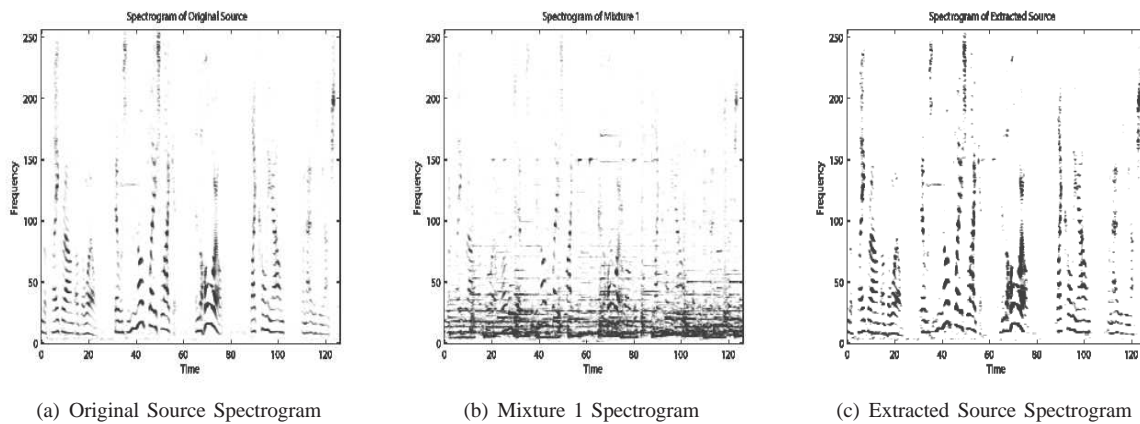 Spectrogram of Original Source
250
200
150
100
50
0
Frequency
0 20 40 60 80 100 120
Time
(a) Original Source Spectrogram
Spectrogram of Mixture 1
250
200
150
100
50
0
Frequency
0 20 40 60 80 100 120
Time
(b) Mixture 1 Spectrogram
Spectrogram of Extracted Source
250
200
150
100
50
0
Frequency
0 20 40 60 80 100 120
Time
(c) Extracted Source Spectrogram